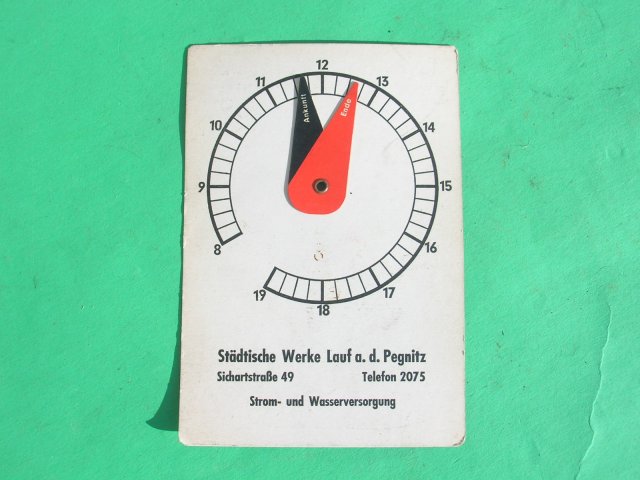 12
11
13
10
14
9
15
8
16
19
17
18
Ankunft
Ende
Städtische Werke Lauf a. d. Pegnitz
Sichartstraße 49 Telefon 2075
Strom- und Wasserversorgung